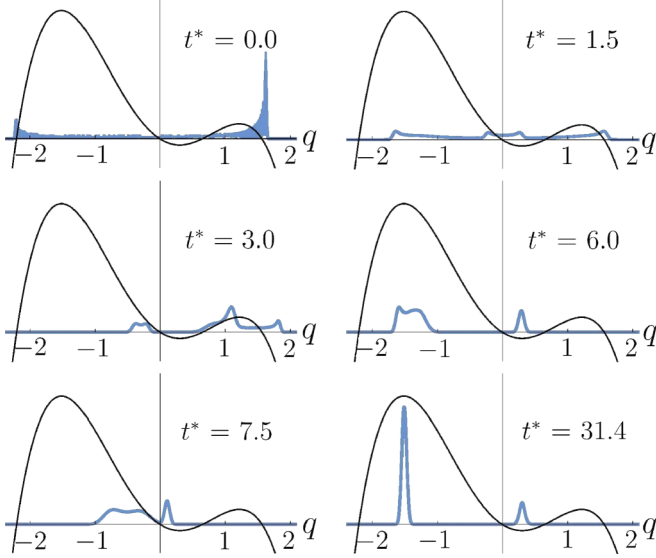 t* = 0.0
q
−2 −1 1 2
t* = 1.5
q
−2 −1 1 2
t* = 3.0
q
−2 −1 1 2
t* = 6.0
q
−2 −1 1 2
t* = 7.5
q
−2 −1 1 2
t* = 31.4
q
−2 −1 1 2